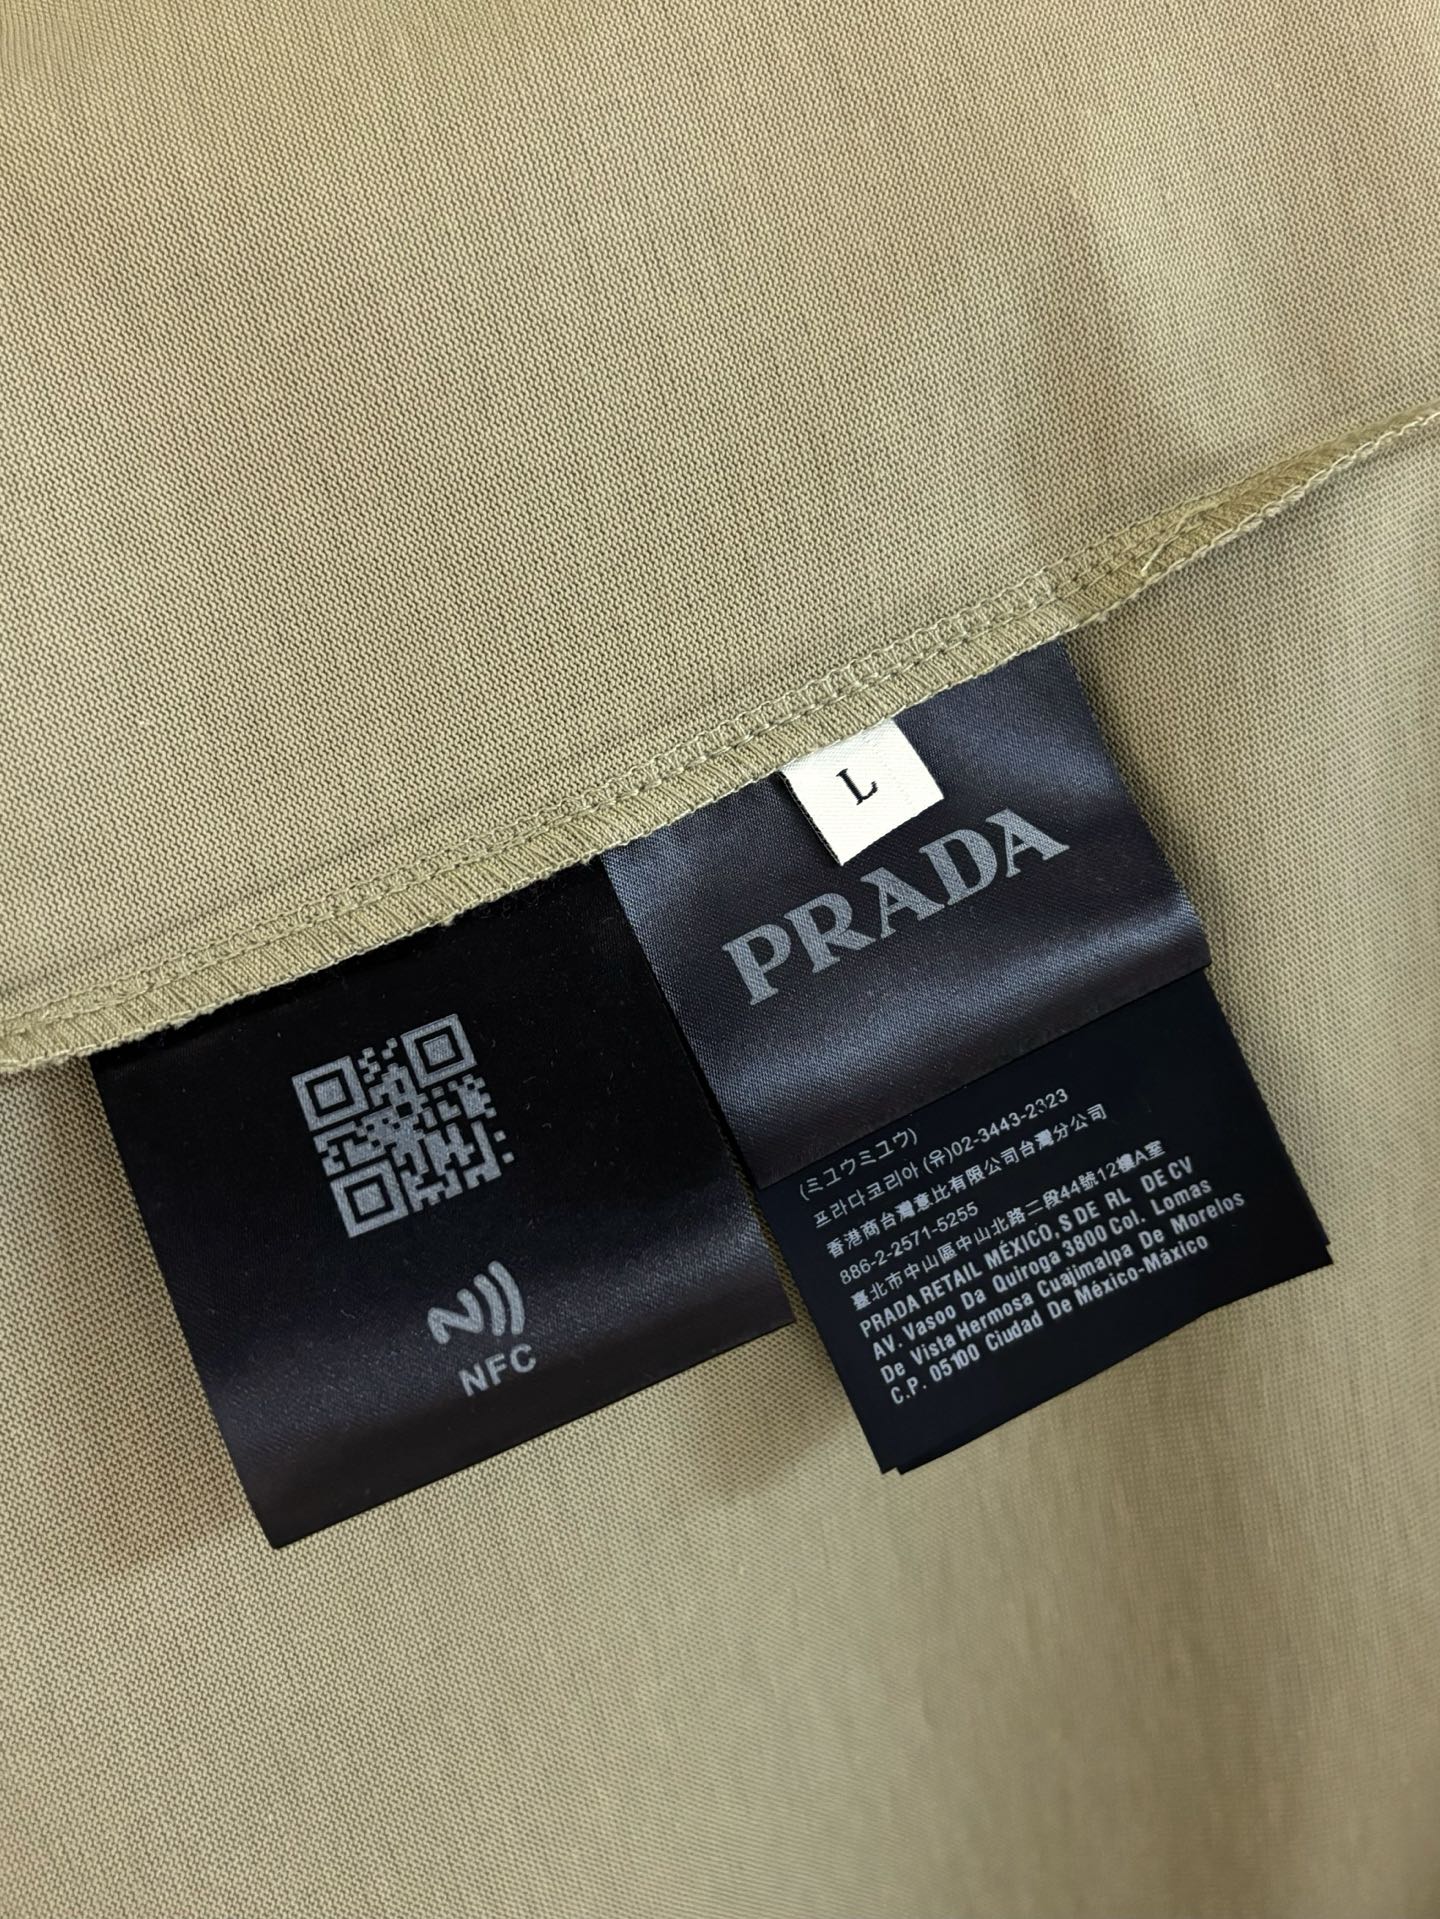 L
PRADA
NFC
(ミユウミユウ)
프라다코리아 (유)02-3443-2323
香港商台灣意比有限公司台灣分公司
886-2-2571-5255
臺北市中山區中山北路二段44號12樓A室
PRADA RETAIL MÉXICO, S DE RL DE CV
AV. Vasoo Da Quiroga 3800 Col. Lomas
De Vista Hermosa Cuajimalpa De Morelos
C.P. 05100 Ciudad De México-México